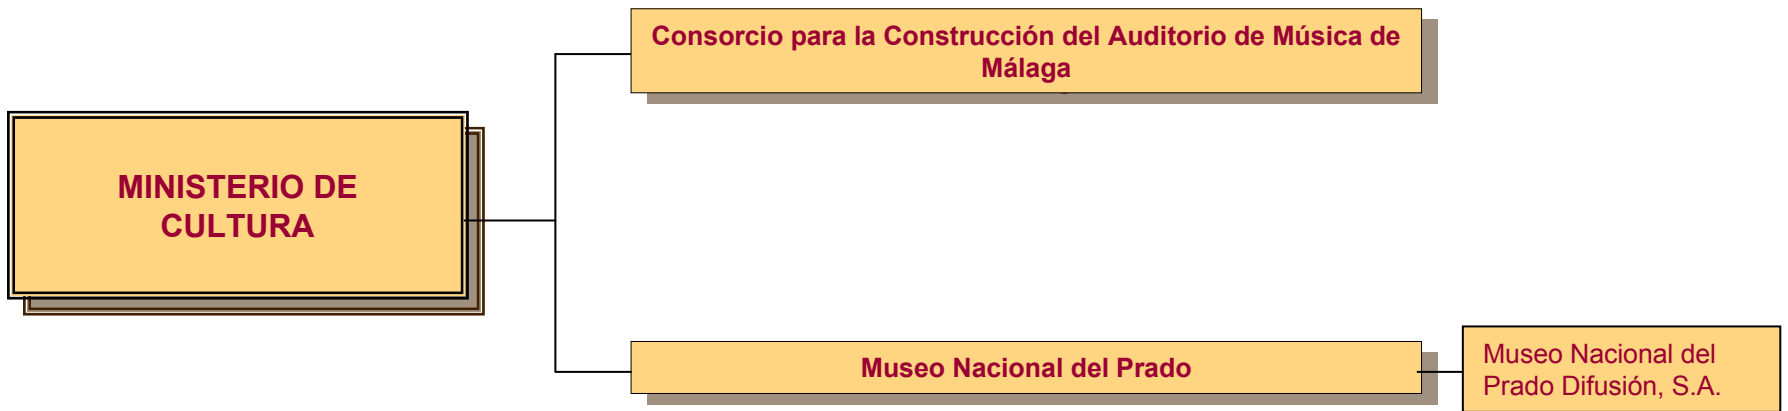 Consorcio para la Construcción del Auditorio de Música de
Málaga
MINISTERIO DE
CULTURA
Museo Nacional del Prado
Museo Nacional del
Prado Difusión, S.A.